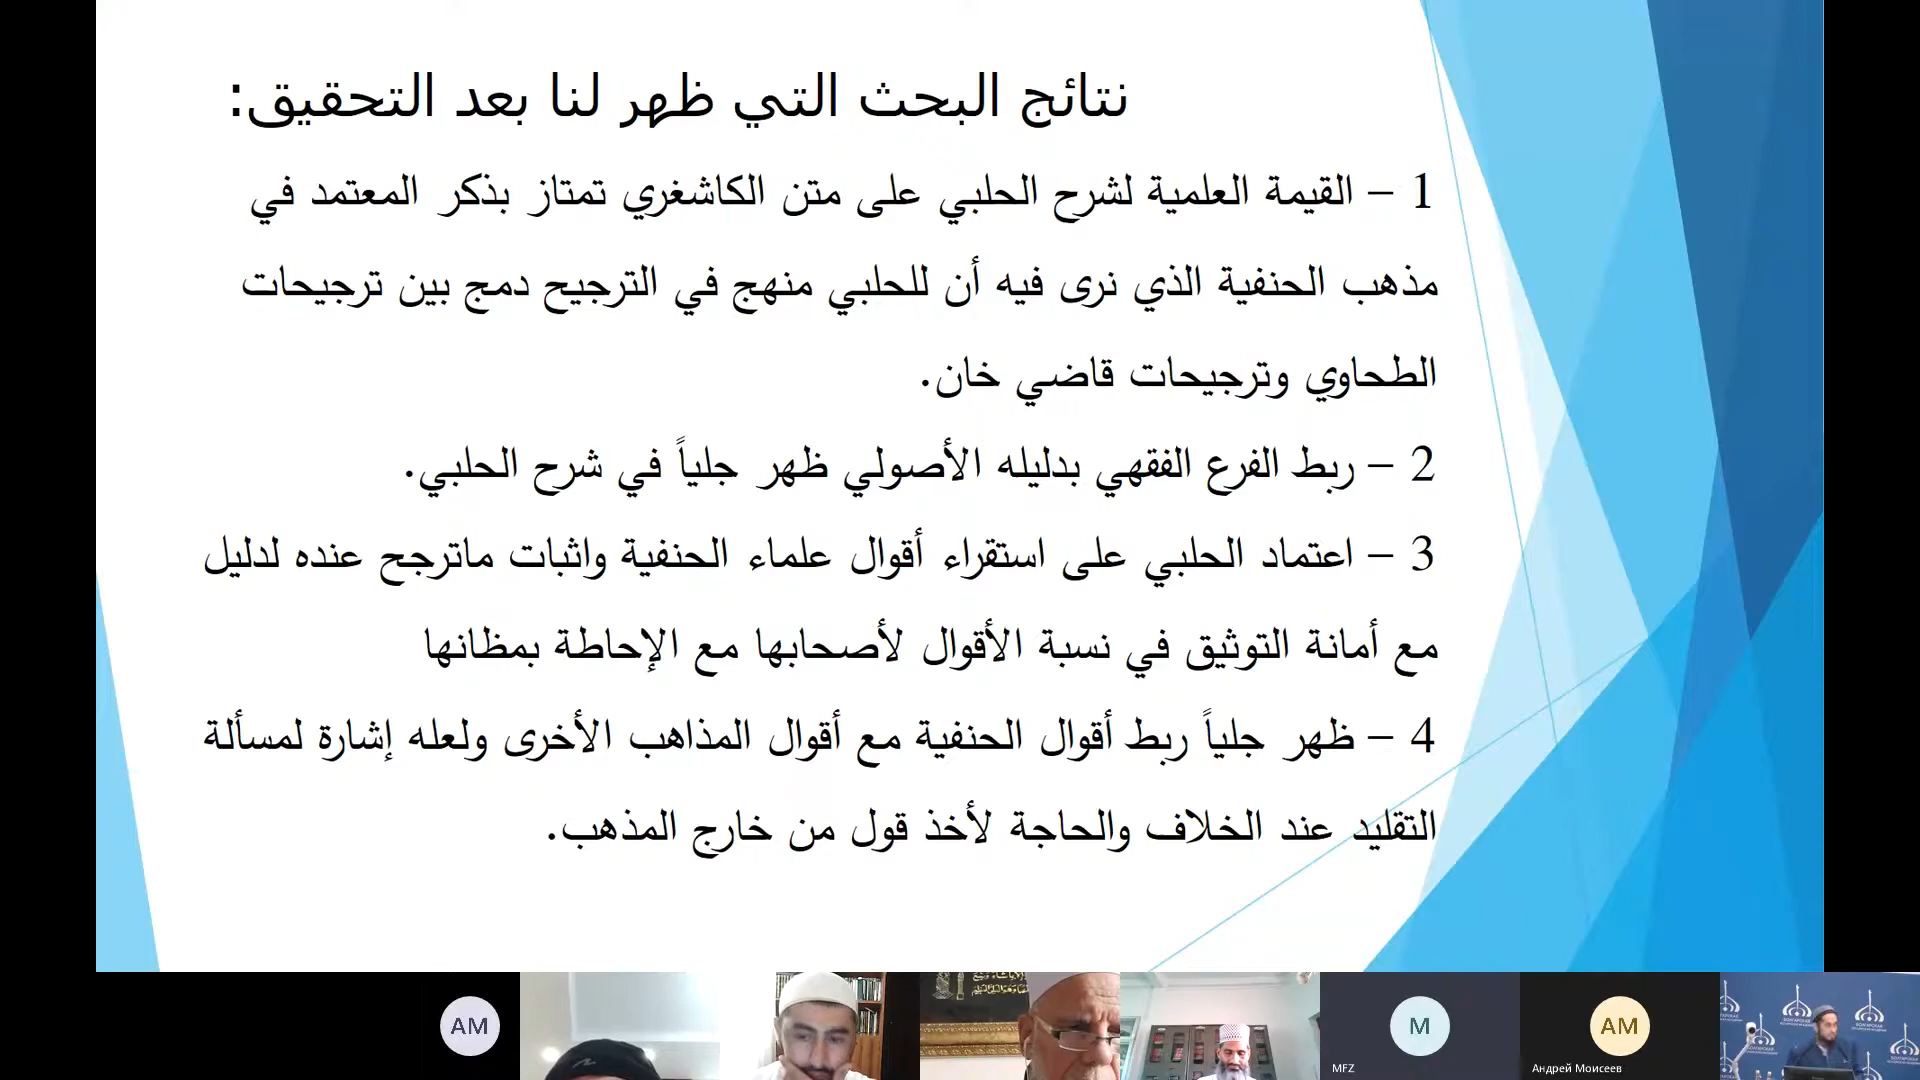 نتائج البحث التي ظهر لنا بعد التحقيق:
1 – القيمة العلمية لشرح الحلبي على متن الكاشغري تمتاز بذكر المعتمد في
مذهب الحنفية الذي نرى فيه أن للحلبي منهج في الترجيح دمج بين ترجيحات
الطحاوي وترجيحات قاضي خان.
2 – ربط الفرع الفقهي بدليله الأصولي ظهر جلياً في شرح الحلبي.
3 – اعتماد الحلبي على استقراء أقوال علماء الحنفية واثبات ماترجح عنده لدليل
مع أمانة التوثيق في نسبة الأقوال لأصحابها مع الإحاطة بمظانها
4 – ظهر جلياً ربط أقوال الحنفية مع أقوال المذاهب الأخرى ولعله إشارة لمسألة
التقليد عند الخلاف والحاجة لأخذ قول من خارج المذهب.
AM
M
MFZ
AM
Андрей Моисеев